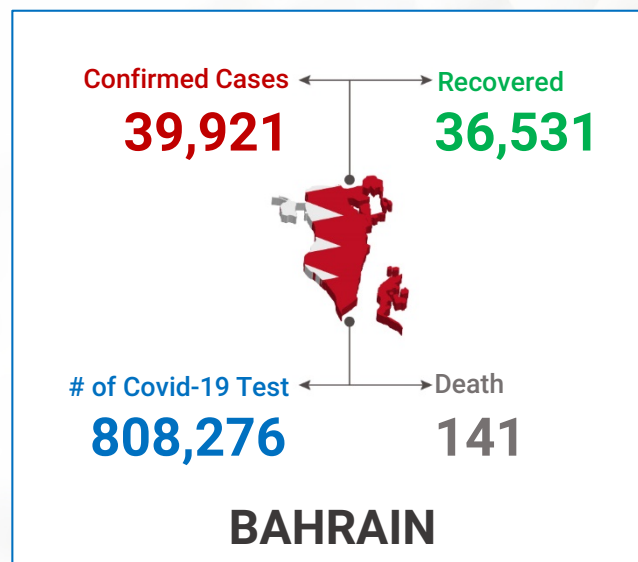 Confirmed Cases
39,921
Recovered
36,531
# of Covid-19 Test
808,276
Death
141
BAHRAIN